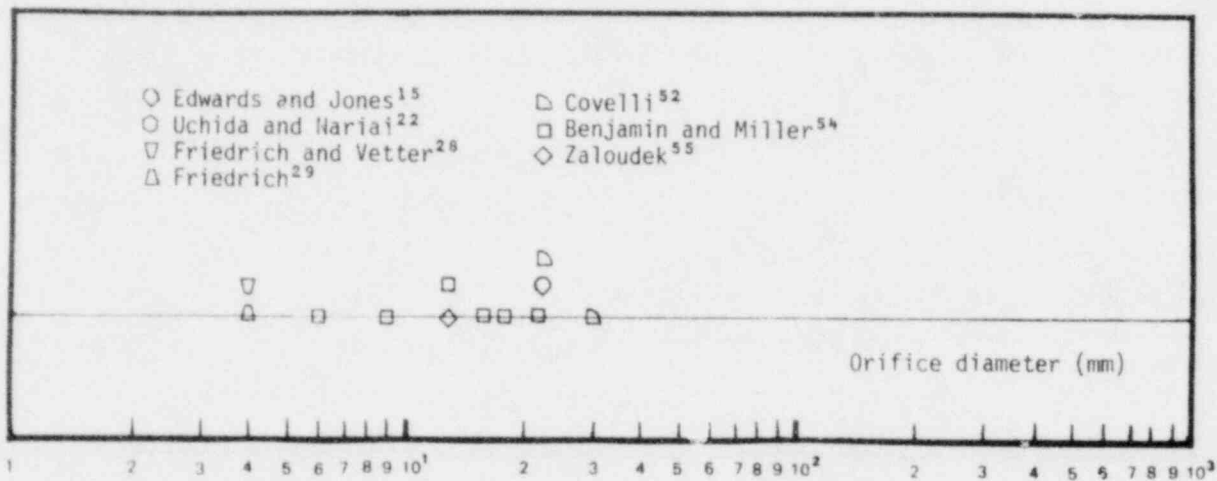 Edwards and Jones¹⁵
Uchida and Nariai²²
Friedrich and Vetter²⁸
Friedrich²⁹
Covelli⁵²
Benjamin and Miller⁵⁴
Zaloudek⁵⁵
Orifice diameter (mm)
1 2 3 4 5 6 7 8 9 10¹ 2 3 4 5 6 7 8 9 10² 2 3 4 5 6 7 8 9 10³